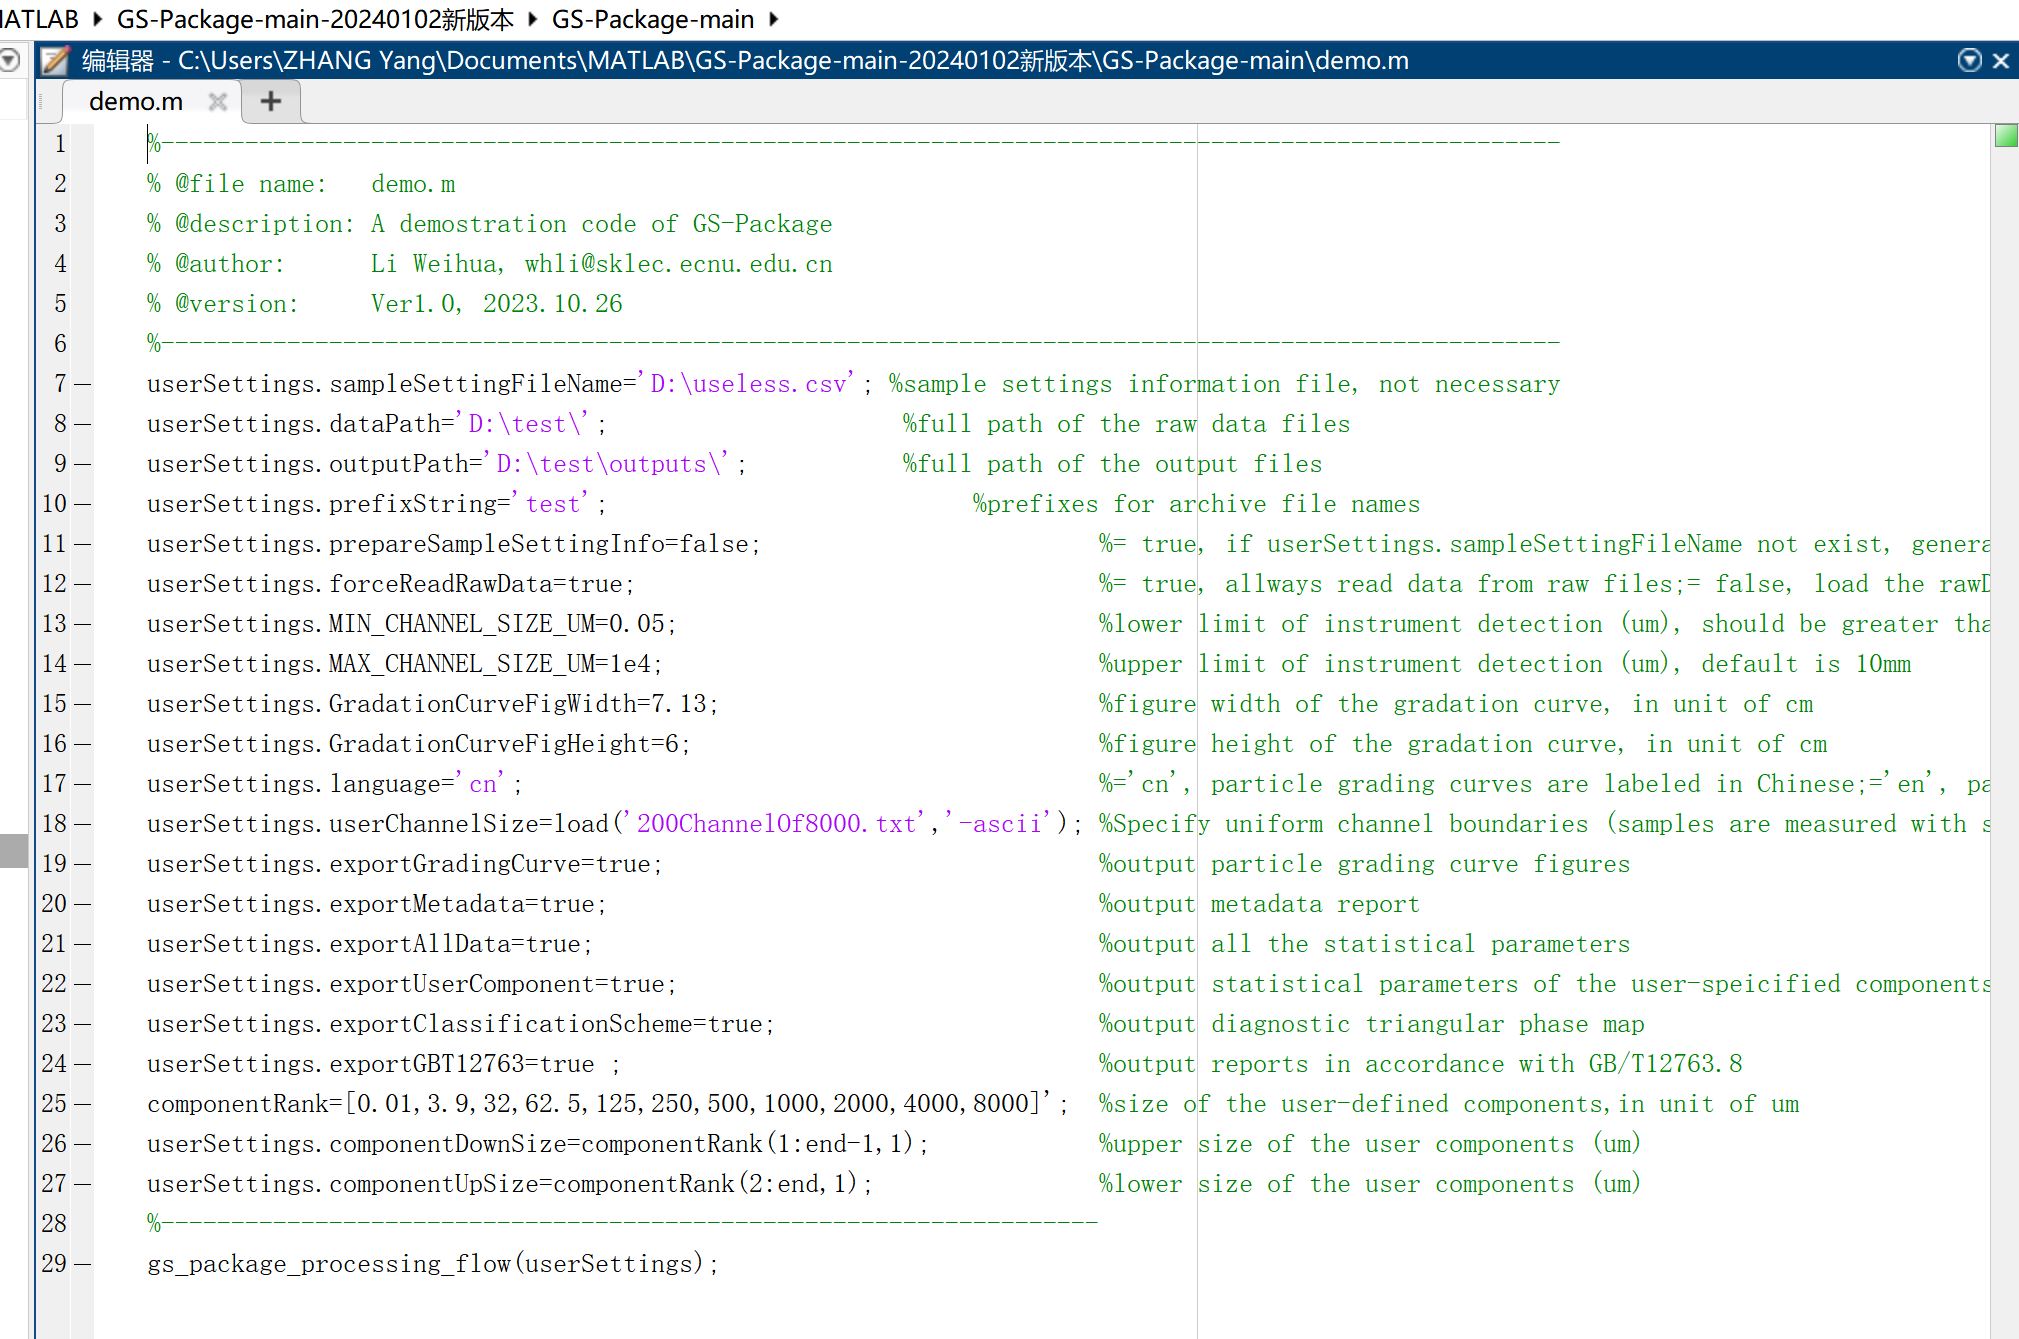 MATLAB ▸ GS-Package-main-20240102新版本 ▸ GS-Package-main ▸
编辑器 - C:\Users\ZHANG Yang\Documents\MATLAB\GS-Package-main-20240102新版本\GS-Package-main\demo.m
demo.m
1 %----------------------------------------------------------------------------------------------------
2 % @file name: demo.m
3 % @description: A demostration code of GS-Package
4 % @author: Li Weihua, whli@sklec.ecnu.edu.cn
5 % @version: Ver1.0, 2023.10.26
6 %----------------------------------------------------------------------------------------------------
7 userSettings.sampleSettingFileName='D:\useless.csv'; %sample settings information file, not necessary
8 userSettings.dataPath='D:\test\'; %full path of the raw data files
9 userSettings.outputPath='D:\test\outputs\'; %full path of the output files
10 userSettings.prefixString='test'; %prefixes for archive file names
11 userSettings.prepareSampleSettingInfo=false; %= true, if userSettings.sampleSettingFileName not exist, genera
12 userSettings.forceReadRawData=true; %= true, allways read data from raw files;= false, load the rawD
13 userSettings.MIN_CHANNEL_SIZE_UM=0.05; %lower limit of instrument detection (um), should be greater tha
14 userSettings.MAX_CHANNEL_SIZE_UM=1e4; %upper limit of instrument detection (um), default is 10mm
15 userSettings.GradationCurveFigWidth=7.13; %figure width of the gradation curve, in unit of cm
16 userSettings.GradationCurveFigHeight=6; %figure height of the gradation curve, in unit of cm
17 userSettings.language='cn'; %='cn', particle grading curves are labeled in Chinese;='en', pa
18 userSettings.userChannelSize=load('200ChannelOf8000.txt','-ascii'); %Specify uniform channel boundaries (samples are measured with s
19 userSettings.exportGradingCurve=true; %output particle grading curve figures
20 userSettings.exportMetadata=true; %output metadata report
21 userSettings.exportAllData=true; %output all the statistical parameters
22 userSettings.exportUserComponent=true; %output statistical parameters of the user-speicified components
23 userSettings.exportClassificationScheme=true; %output diagnostic triangular phase map
24 userSettings.exportGBT12763=true ; %output reports in accordance with GB/T12763.8
25 componentRank=[0.01,3.9,32,62.5,125,250,500,1000,2000,4000,8000]'; %size of the user-defined components,in unit of um
26 userSettings.componentDownSize=componentRank(1:end-1,1); %upper size of the user components (um)
27 userSettings.componentUpSize=componentRank(2:end,1); %lower size of the user components (um)
28 %-------------------------------------------------------------------
29 gs_package_processing_flow(userSettings);